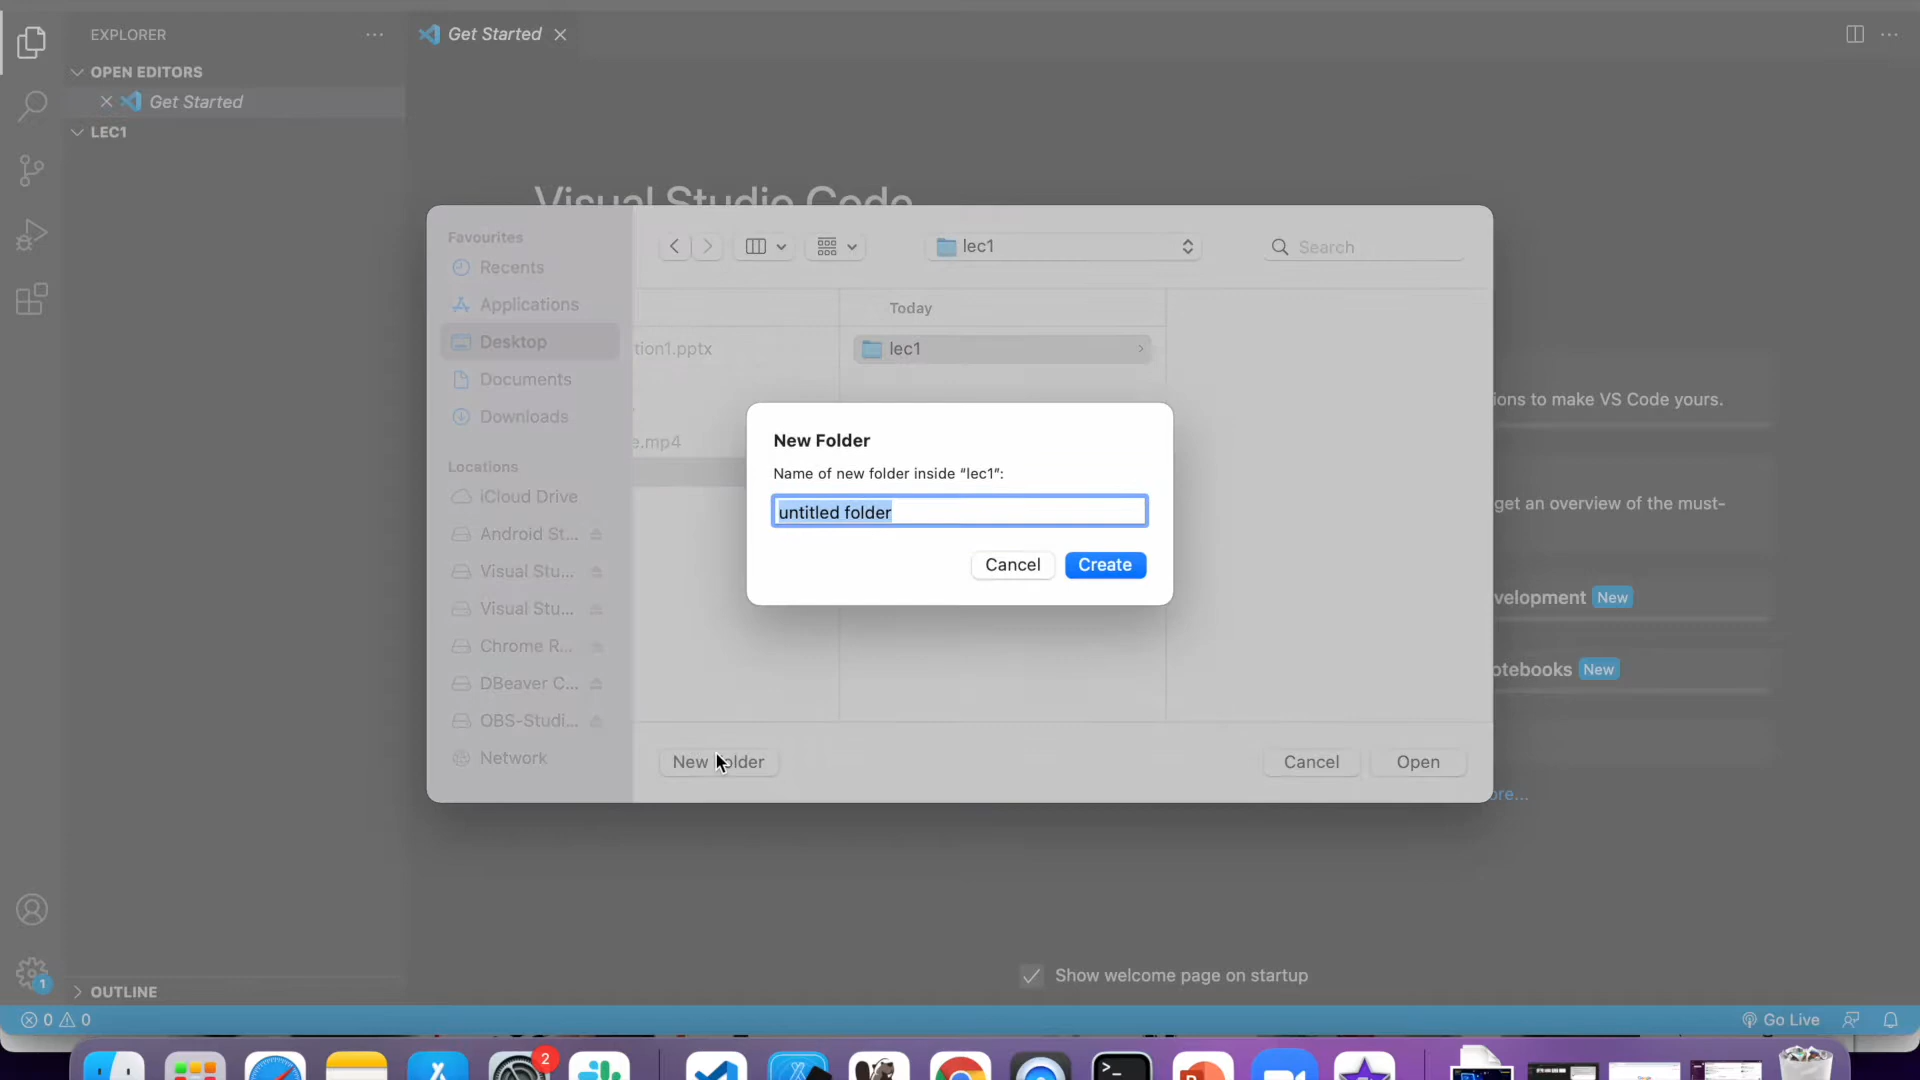 EXPLORER
Get Started
OPEN EDITORS
Get Started
LEC1
Visual Studio Code
Favourites
Recents
Applications
Desktop
Documents
Downloads
Locations
iCloud Drive
Android St...
Visual Stu...
Visual Stu...
Chrome R...
DBeaver C...
OBS-Studi...
Network
lec1
Search
Today
tion1.pptx
lec1
e.mp4
New Folder
Name of new folder inside “lec1”:
untitled folder
Cancel
Create
New Folder
Cancel
Open
ions to make VS Code yours.
get an overview of the must-
velopment New
otebooks New
ore...
Show welcome page on startup
1
OUTLINE
0 0
Go Live
2